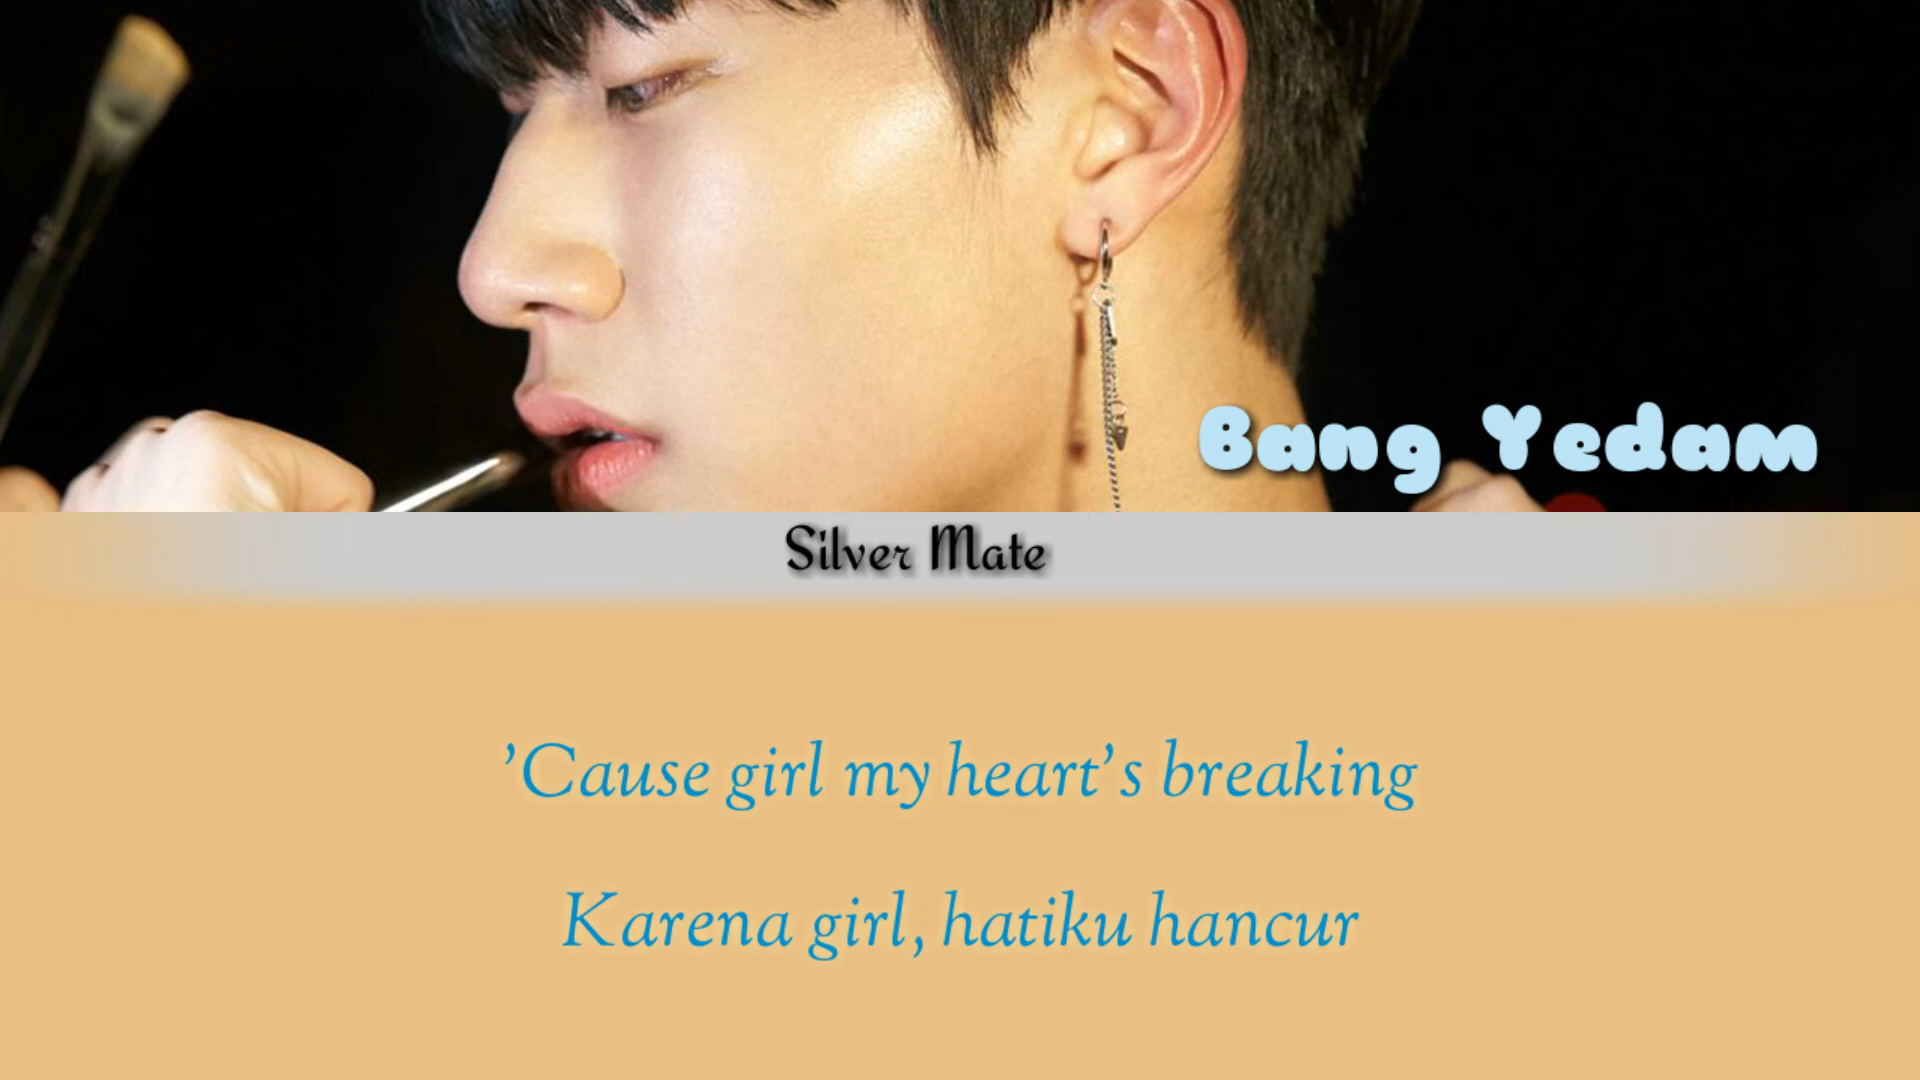 Bang Yedam
Silver Mate
’Cause girl my heart’s breaking
Karena girl, hatiku hancur